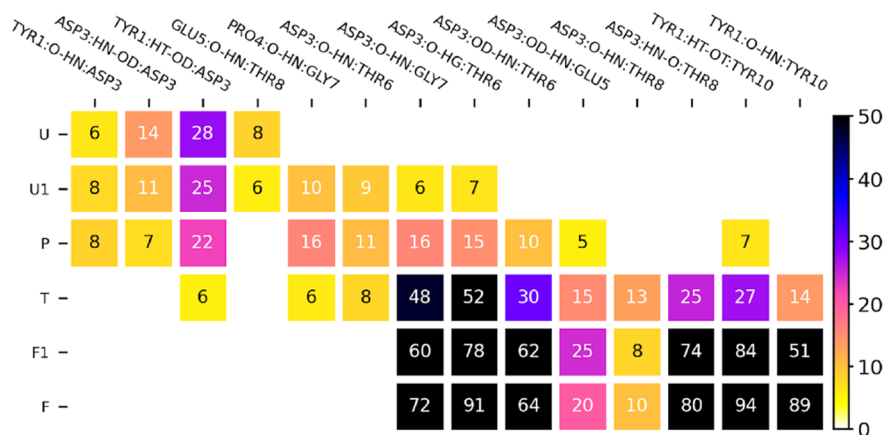 TYR1:O-HN:ASP3
ASP3:HN-OD:ASP3
TYR1:HT-OD:ASP3
GLU5:O-HN:THR8
PRO4:O-HN:GLY7
ASP3:O-HN:THR6
ASP3:O-HN:GLY7
ASP3:O-HG:THR6
ASP3:OD-HN:THR6
ASP3:OD-HN:GLU5
ASP3:O-HN:THR8
ASP3:HN-O:THR8
TYR1:HT-OT:TYR10
TYR1:O-HN:TYR10
U 6 14 28 8
U1 8 11 25 6 10 9 6 7
P 8 7 22 16 11 16 15 10 5 7
T 6 6 8 48 52 30 15 13 25 27 14
F1 60 78 62 25 8 74 84 51
F 72 91 64 20 10 80 94 89
50
40
30
20
10
0